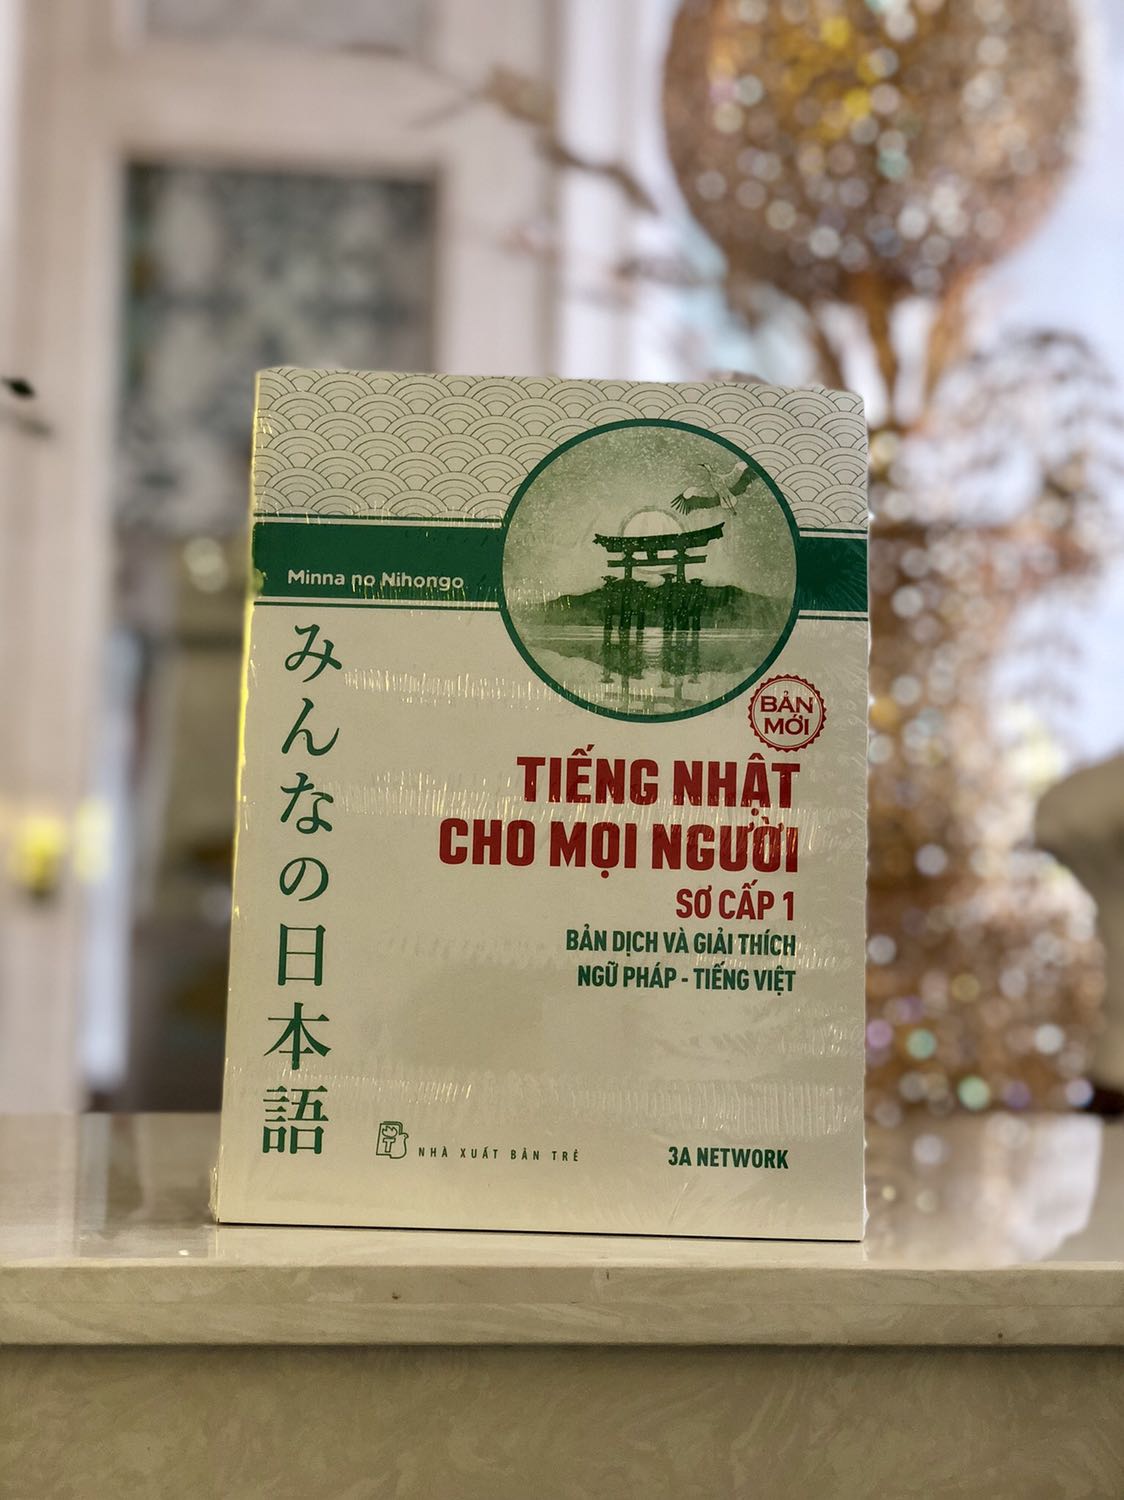 Minna no Nihongo
みんなの日本語
BẢN
MỚI
TIẾNG NHẬT
CHO MỌI NGƯỜI
SƠ CẤP 1
BẢN DỊCH VÀ GIẢI THÍCH
NGỮ PHÁP - TIẾNG VIỆT
NHÀ XUẤT BẢN TRẺ
3A NETWORK